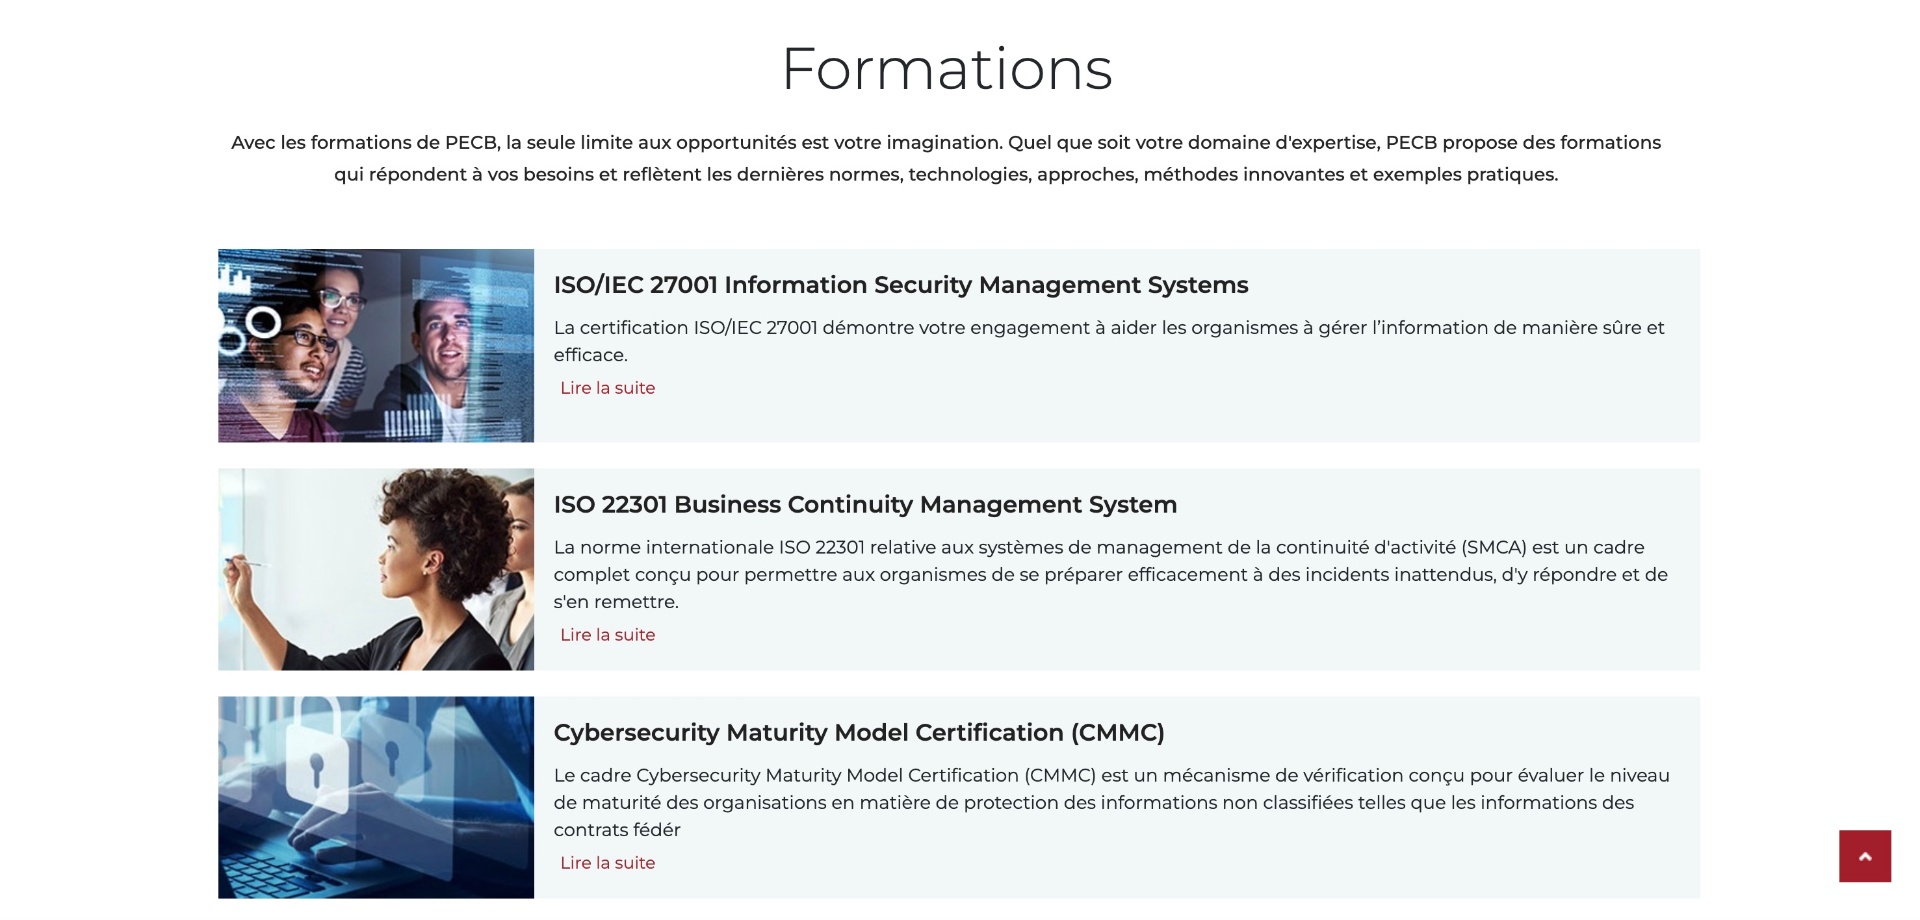 Formations
Avec les formations de PECB, la seule limite aux opportunités est votre imagination. Quel que soit votre domaine d'expertise, PECB propose des formations
qui répondent à vos besoins et reflètent les dernières normes, technologies, approches, méthodes innovantes et exemples pratiques.
ISO/IEC 27001 Information Security Management Systems
La certification ISO/IEC 27001 démontre votre engagement à aider les organismes à gérer l’information de manière sûre et
efficace.
Lire la suite
ISO 22301 Business Continuity Management System
La norme internationale ISO 22301 relative aux systèmes de management de la continuité d'activité (SMCA) est un cadre
complet conçu pour permettre aux organismes de se préparer efficacement à des incidents inattendus, d'y répondre et de
s'en remettre.
Lire la suite
Cybersecurity Maturity Model Certification (CMMC)
Le cadre Cybersecurity Maturity Model Certification (CMMC) est un mécanisme de vérification conçu pour évaluer le niveau
de maturité des organisations en matière de protection des informations non classifiées telles que les informations des
contrats fédér
Lire la suite